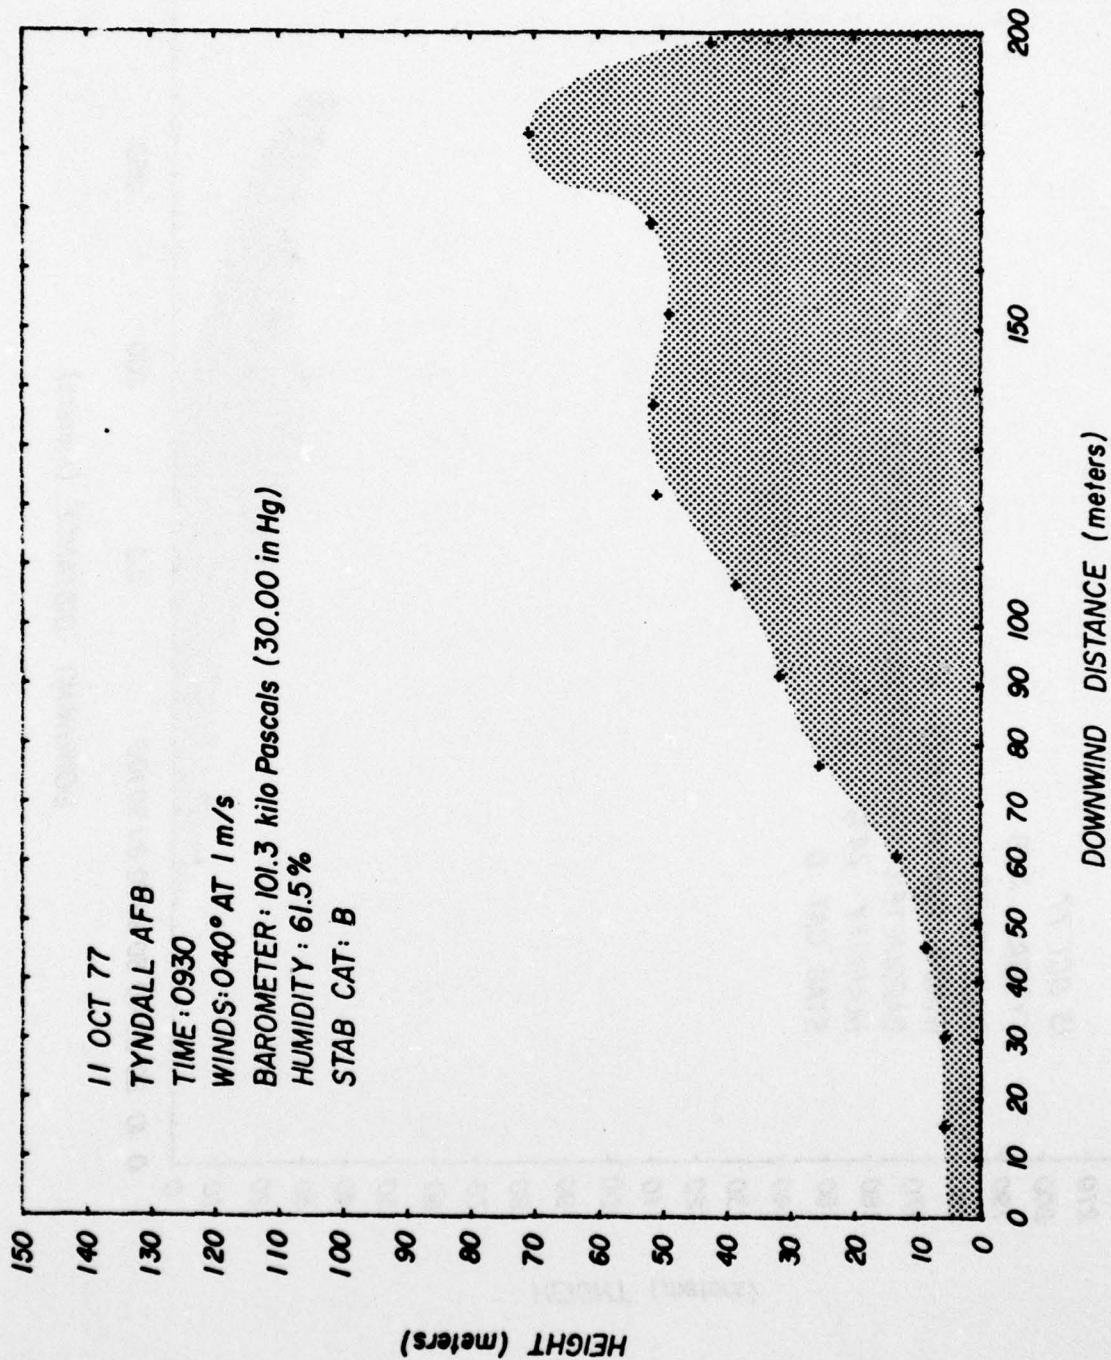 150
140
130
120
110
100
90
80
70
60
50
40
30
20
10
0
HEIGHT (meters)
11 OCT 77
TYNDALL AFB
TIME: 0930
WINDS: 040° AT 1 m/s
BAROMETER: 101.3 kilo Pascals (30.00 in Hg)
HUMIDITY: 61.5%
STAB CAT: B
0 10 20 30 40 50 60 70 80 90 100 150 200
DOWNWIND DISTANCE (meters)